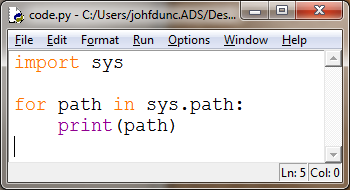 code.py - C:/Users/johfdunc.ADS/Des...
File Edit Format Run Options Windows Help
import sys
for path in sys.path:
    print(path)
Ln: 5 Col: 0